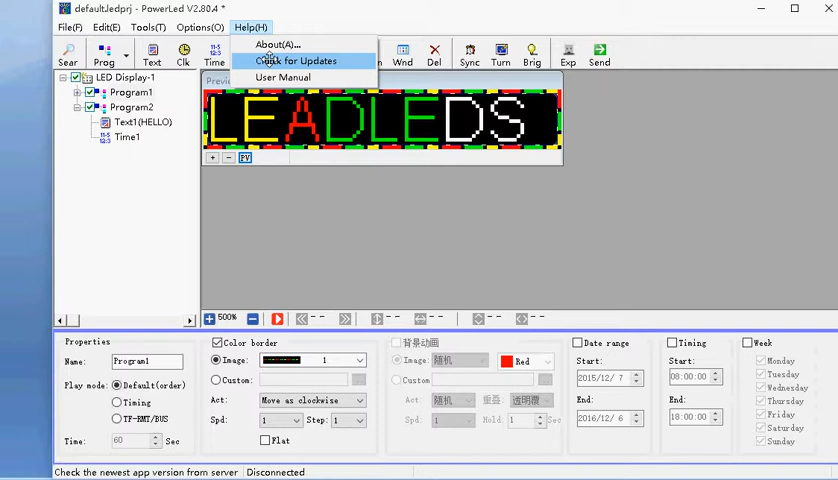 default.ledprj - PowerLed V2.80.4 *
File(F) Edit(E) Tools(T) Options(O) Help(H)
About(A)...
Check for Updates
User Manual
Sear Prog Text Clk Time Wnd Del Sync Turn Brig Exp Send
LED Display-1
Program1
Program2
Text1(HELLO)
Time1
LEADLEDS
+ - PV
500%
Properties
Name: Program1
Play mode: Default(order)
Timing
TF-RMT/BUS
Time: 60 Sec
Color border
Image: 1
Custom:
Act: Move as clockwise
Spd: 1 Step: 1
Flat
背景动画
Image: 随机 Red
Custom
Act: 随机 重叠 透明覆
Spd. 1 Hold. 1 Sec
Date range
Start:
2015/12/ 7
End:
2016/12/ 6
Timing
Start:
08:00:00
End:
18:00:00
Week
Monday
Tuesday
Wednesday
Thursday
Friday
Saturday
Sunday
Check the newest app version from server Disconnected